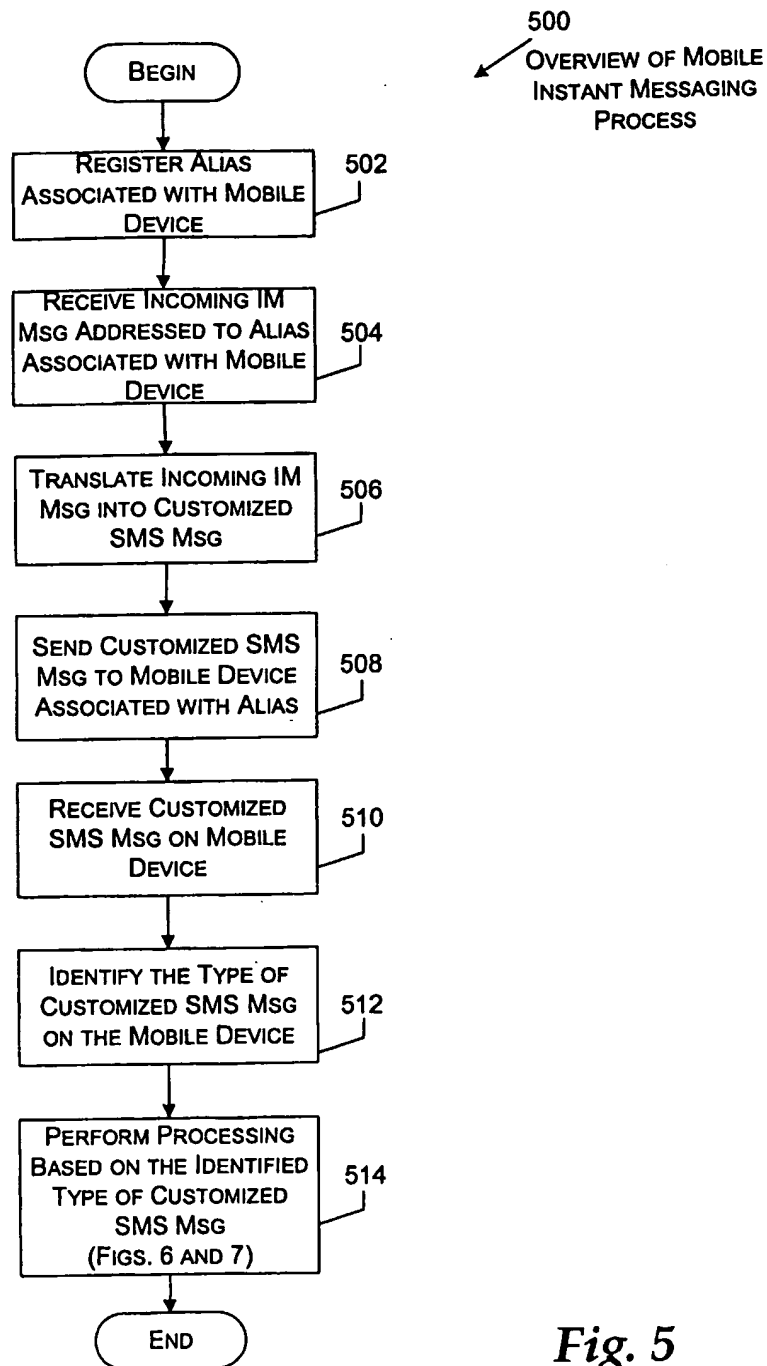 500
OVERVIEW OF MOBILE
INSTANT MESSAGING
PROCESS
BEGIN
REGISTER ALIAS
ASSOCIATED WITH MOBILE
DEVICE
502
RECEIVE INCOMING IM
MSG ADDRESSED TO ALIAS
ASSOCIATED WITH MOBILE
DEVICE
504
TRANSLATE INCOMING IM
MSG INTO CUSTOMIZED
SMS MSG
506
SEND CUSTOMIZED SMS
MSG TO MOBILE DEVICE
ASSOCIATED WITH ALIAS
508
RECEIVE CUSTOMIZED
SMS MSG ON MOBILE
DEVICE
510
IDENTIFY THE TYPE OF
CUSTOMIZED SMS MSG
ON THE MOBILE DEVICE
512
PERFORM PROCESSING
BASED ON THE IDENTIFIED
TYPE OF CUSTOMIZED
SMS MSG
(FIGS. 6 AND 7)
514
END
Fig. 5